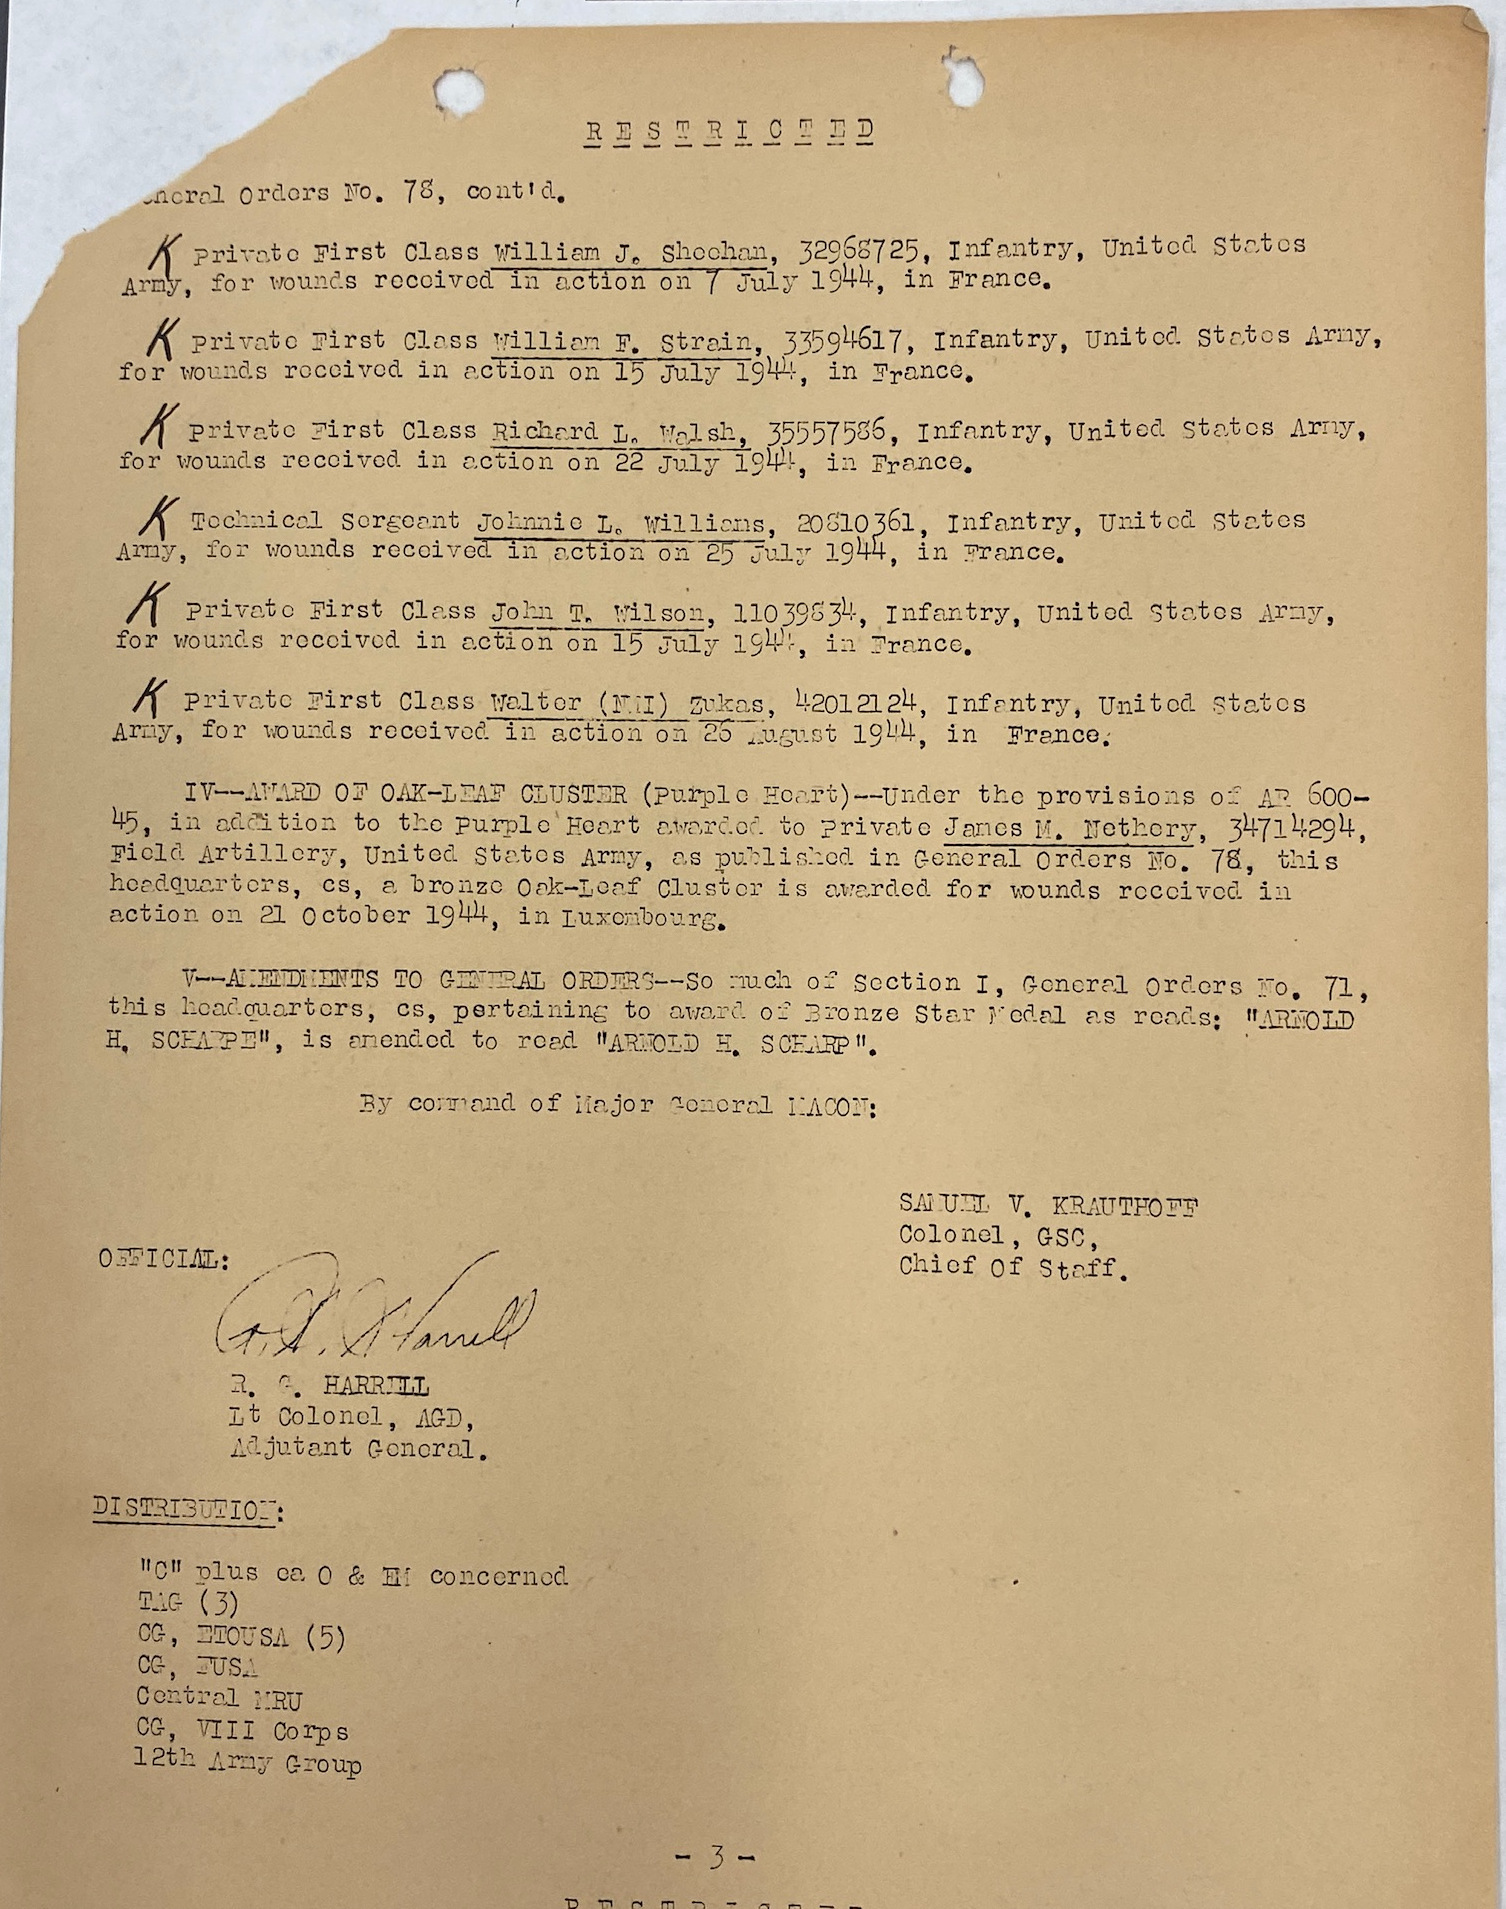 R E S T R I C T E D
eneral Orders No. 78, cont'd.
K Private First Class William J. Sheehan, 32968725, Infantry, United States
Army, for wounds received in action on 7 July 1944, in France.
K Private First Class William F. Strain, 33594617, Infantry, United States Army,
for wounds received in action on 15 July 1944, in France.
K Private First Class Richard L. Walsh, 35557586, Infantry, United States Army,
for wounds received in action on 22 July 1944, in France.
K Technical Sergeant Johnnie L. Williams, 20810361, Infantry, United States
Army, for wounds received in action on 25 July 1944, in France.
K Private First Class John T. Wilson, 11039834, Infantry, United States Army,
for wounds received in action on 15 July 1944, in France.
K Private First Class Walter (NMI) Zukas, 42012124, Infantry, United States
Army, for wounds received in action on 26 August 1944, in France.
IV--AWARD OF OAK-LEAF CLUSTER (Purple Heart)--Under the provisions of AR 600-
45, in addition to the Purple Heart awarded to Private James M. Nethery, 34714294,
Field Artillery, United States Army, as published in General Orders No. 78, this
headquarters, cs, a bronze Oak-Leaf Cluster is awarded for wounds received in
action on 21 October 1944, in Luxembourg.
V--AMENDMENTS TO GENERAL ORDERS--So much of Section I, General Orders No. 71,
this headquarters, cs, pertaining to award of Bronze Star Medal as reads: "ARNOLD
H. SCHARPE", is amended to read "ARNOLD H. SCHARP".
By command of Major General MACON:
SAMUEL V. KRAUTHOFF
Colonel, GSC,
Chief Of Staff.
OFFICIAL:
R. G. Harrell
R. G. HARRELL
Lt Colonel, AGD,
Adjutant General.
DISTRIBUTION:
"C" plus ea O & EM concerned
TAG (3)
CG, ETOUSA (5)
CG, FUSA
Central MRU
CG, VIII Corps
12th Army Group
- 3 -
R E S T R I C T E D